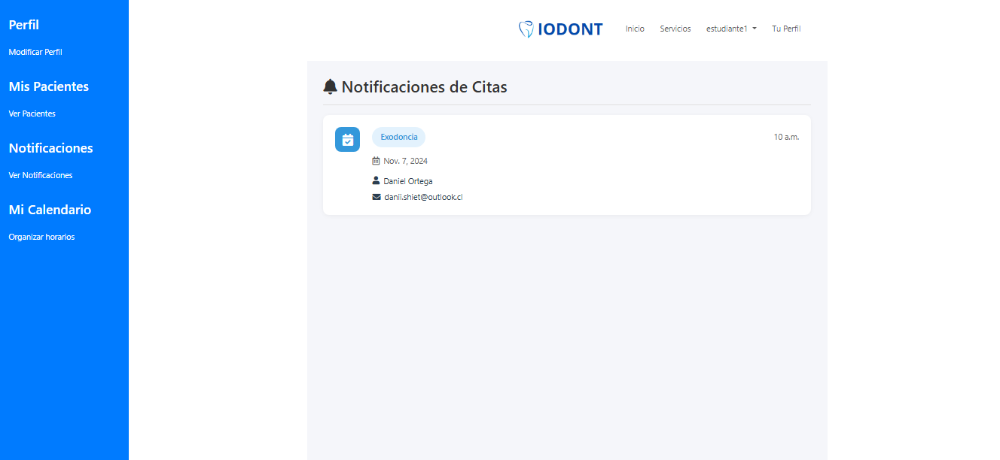 Perfil
Modificar Perfil
Mis Pacientes
Ver Pacientes
Notificaciones
Ver Notificaciones
Mi Calendario
Organizar horarios
IODONT Inicio Servicios estudiante1 Tu Perfil
Notificaciones de Citas
Exodoncia 10 a.m.
Nov. 7, 2024
Daniel Ortega
danii.shiet@outlook.cl